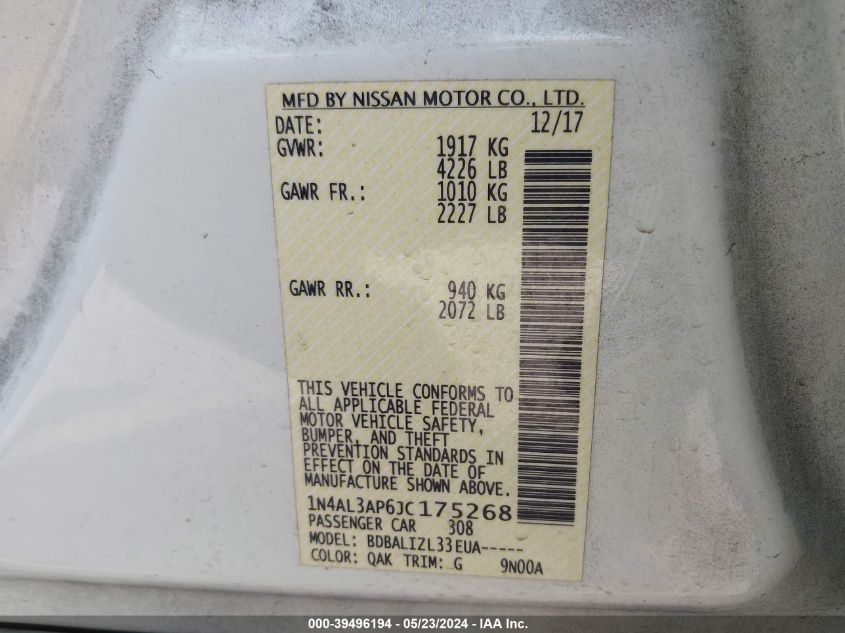 MFD BY NISSAN MOTOR CO., LTD.
DATE: 12/17
GVWR: 1917 KG
4226 LB
GAWR FR.: 1010 KG
2227 LB
GAWR RR.: 940 KG
2072 LB
THIS VEHICLE CONFORMS TO
ALL APPLICABLE FEDERAL
MOTOR VEHICLE SAFETY,
BUMPER, AND THEFT
PREVENTION STANDARDS IN
EFFECT ON THE DATE OF
MANUFACTURE SHOWN ABOVE.
1N4AL3AP6JC175268
PASSENGER CAR 308
MODEL: BDBALIZL33EUA-----
COLOR: QAK TRIM: G 9N00A
000-39496194 - 05/23/2024 - IAA Inc.